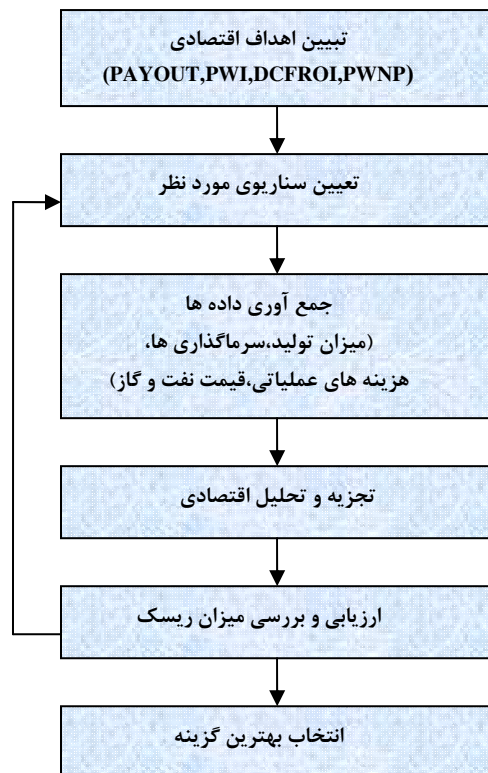 تبیین اهداف اقتصادی
(PAYOUT,PWI,DCFROI,PWNP)
تعیین سناریوی مورد نظر
جمع آوری داده ها
(میزان تولید،سرماگذاری ها،
هزینه های عملیاتی،قیمت نفت و گاز)
تجزیه و تحلیل اقتصادی
ارزیابی و بررسی میزان ریسک
انتخاب بهترین گزینه